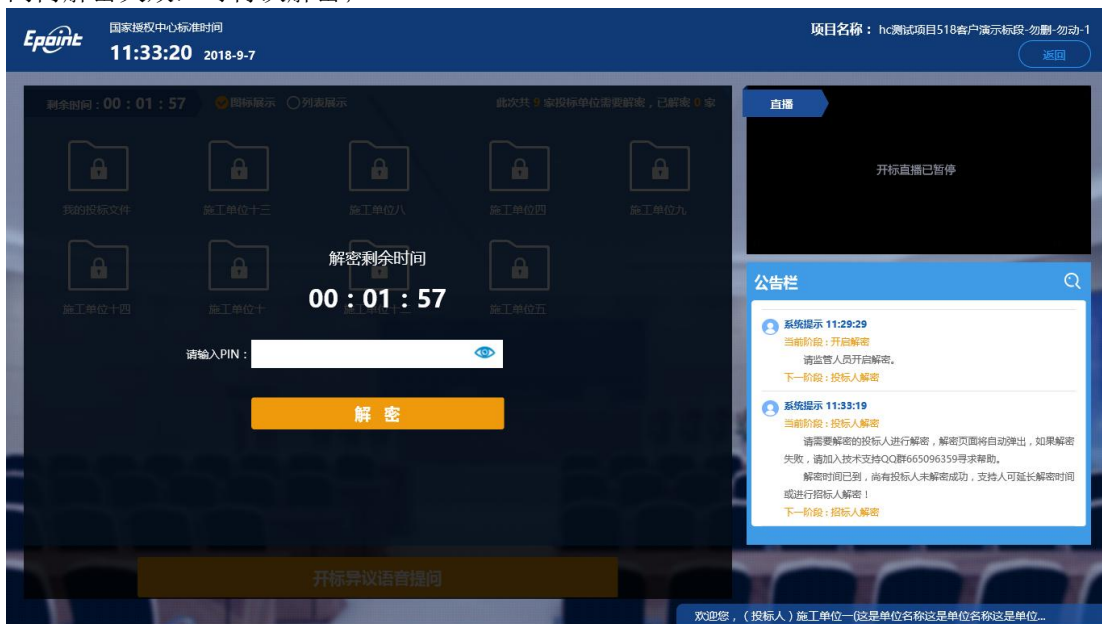 Epoint
国家授权中心标准时间
11:33:20 2018-9-7
项目名称：hc测试项目518客户演示标段-勿删-勿动-1
返回
剩余时间：00：01：57 图标展示 列表展示 此次共 9 家投标单位需要解密，已解密 0 家
我的投标文件 施工单位十三 施工单位八 施工单位四 施工单位九
施工单位十四 施工单位十 施工单位五
解密剩余时间
00：01：57
请输入PIN：
解 密
开标异议语音提问
直播
开标直播已暂停
公告栏
系统提示 11:29:29
当前阶段：开启解密
请监管人员开启解密。
下一阶段：投标人解密
系统提示 11:33:19
当前阶段：投标人解密
请需要解密的投标人进行解密，解密页面将自动弹出，如果解密
失败，请加入技术支持QQ群665096359寻求帮助。
解密时间已到，尚有投标人未解密成功，支持人可延长解密时间
或进行招标人解密！
下一阶段：招标人解密
欢迎您，（投标人）施工单位一(这是单位名称这是单位名称这是单位...